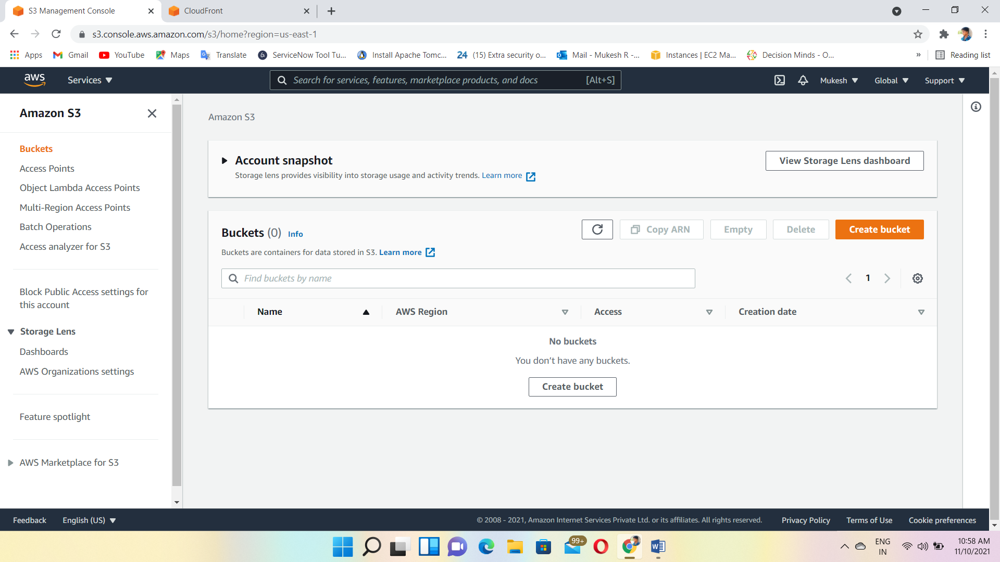 S3 Management Console
CloudFront
s3.console.aws.amazon.com/s3/home?region=us-east-1
Apps
Gmail
YouTube
Maps
Translate
ServiceNow Tool Tu...
Install Apache Tomc...
24
(15) Extra security o...
Mail - Mukesh R -...
Instances | EC2 Ma...
Decision Minds - O...
»
Reading list
aws
Services
Search for services, features, marketplace products, and docs
[Alt+S]
Mukesh
Global
Support
Amazon S3
Buckets
Access Points
Object Lambda Access Points
Multi-Region Access Points
Batch Operations
Access analyzer for S3
Block Public Access settings for
this account
Storage Lens
Dashboards
AWS Organizations settings
Feature spotlight
AWS Marketplace for S3
Amazon S3
Account snapshot
View Storage Lens dashboard
Storage lens provides visibility into storage usage and activity trends. Learn more
Buckets (0) Info
Copy ARN
Empty
Delete
Create bucket
Buckets are containers for data stored in S3. Learn more
Find buckets by name
1
Name
AWS Region
Access
Creation date
No buckets
You don't have any buckets.
Create bucket
Feedback
English (US)
© 2008 - 2021, Amazon Internet Services Private Ltd. or its affiliates. All rights reserved.
Privacy Policy
Terms of Use
Cookie preferences
99+
ENG
IN
10:58 AM
11/10/2021